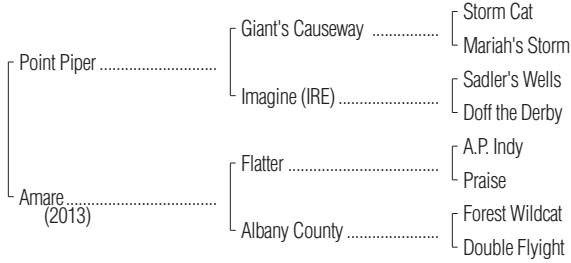 Storm Cat
Giant's Causeway ..................
Mariah's Storm
Point Piper ................................
Sadler's Wells
Imagine (IRE) ...........................
Doff the Derby
A.P. Indy
Flatter ........................................
Praise
Amare .........................................
(2013)
Forest Wildcat
Albany County .........................
Double Flyight